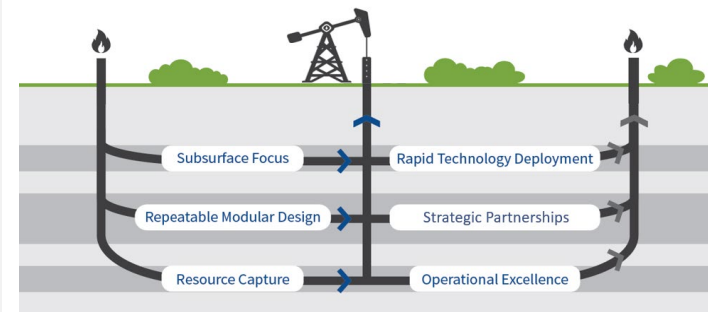 Subsurface Focus
Rapid Technology Deployment
Repeatable Modular Design
Strategic Partnerships
Resource Capture
Operational Excellence